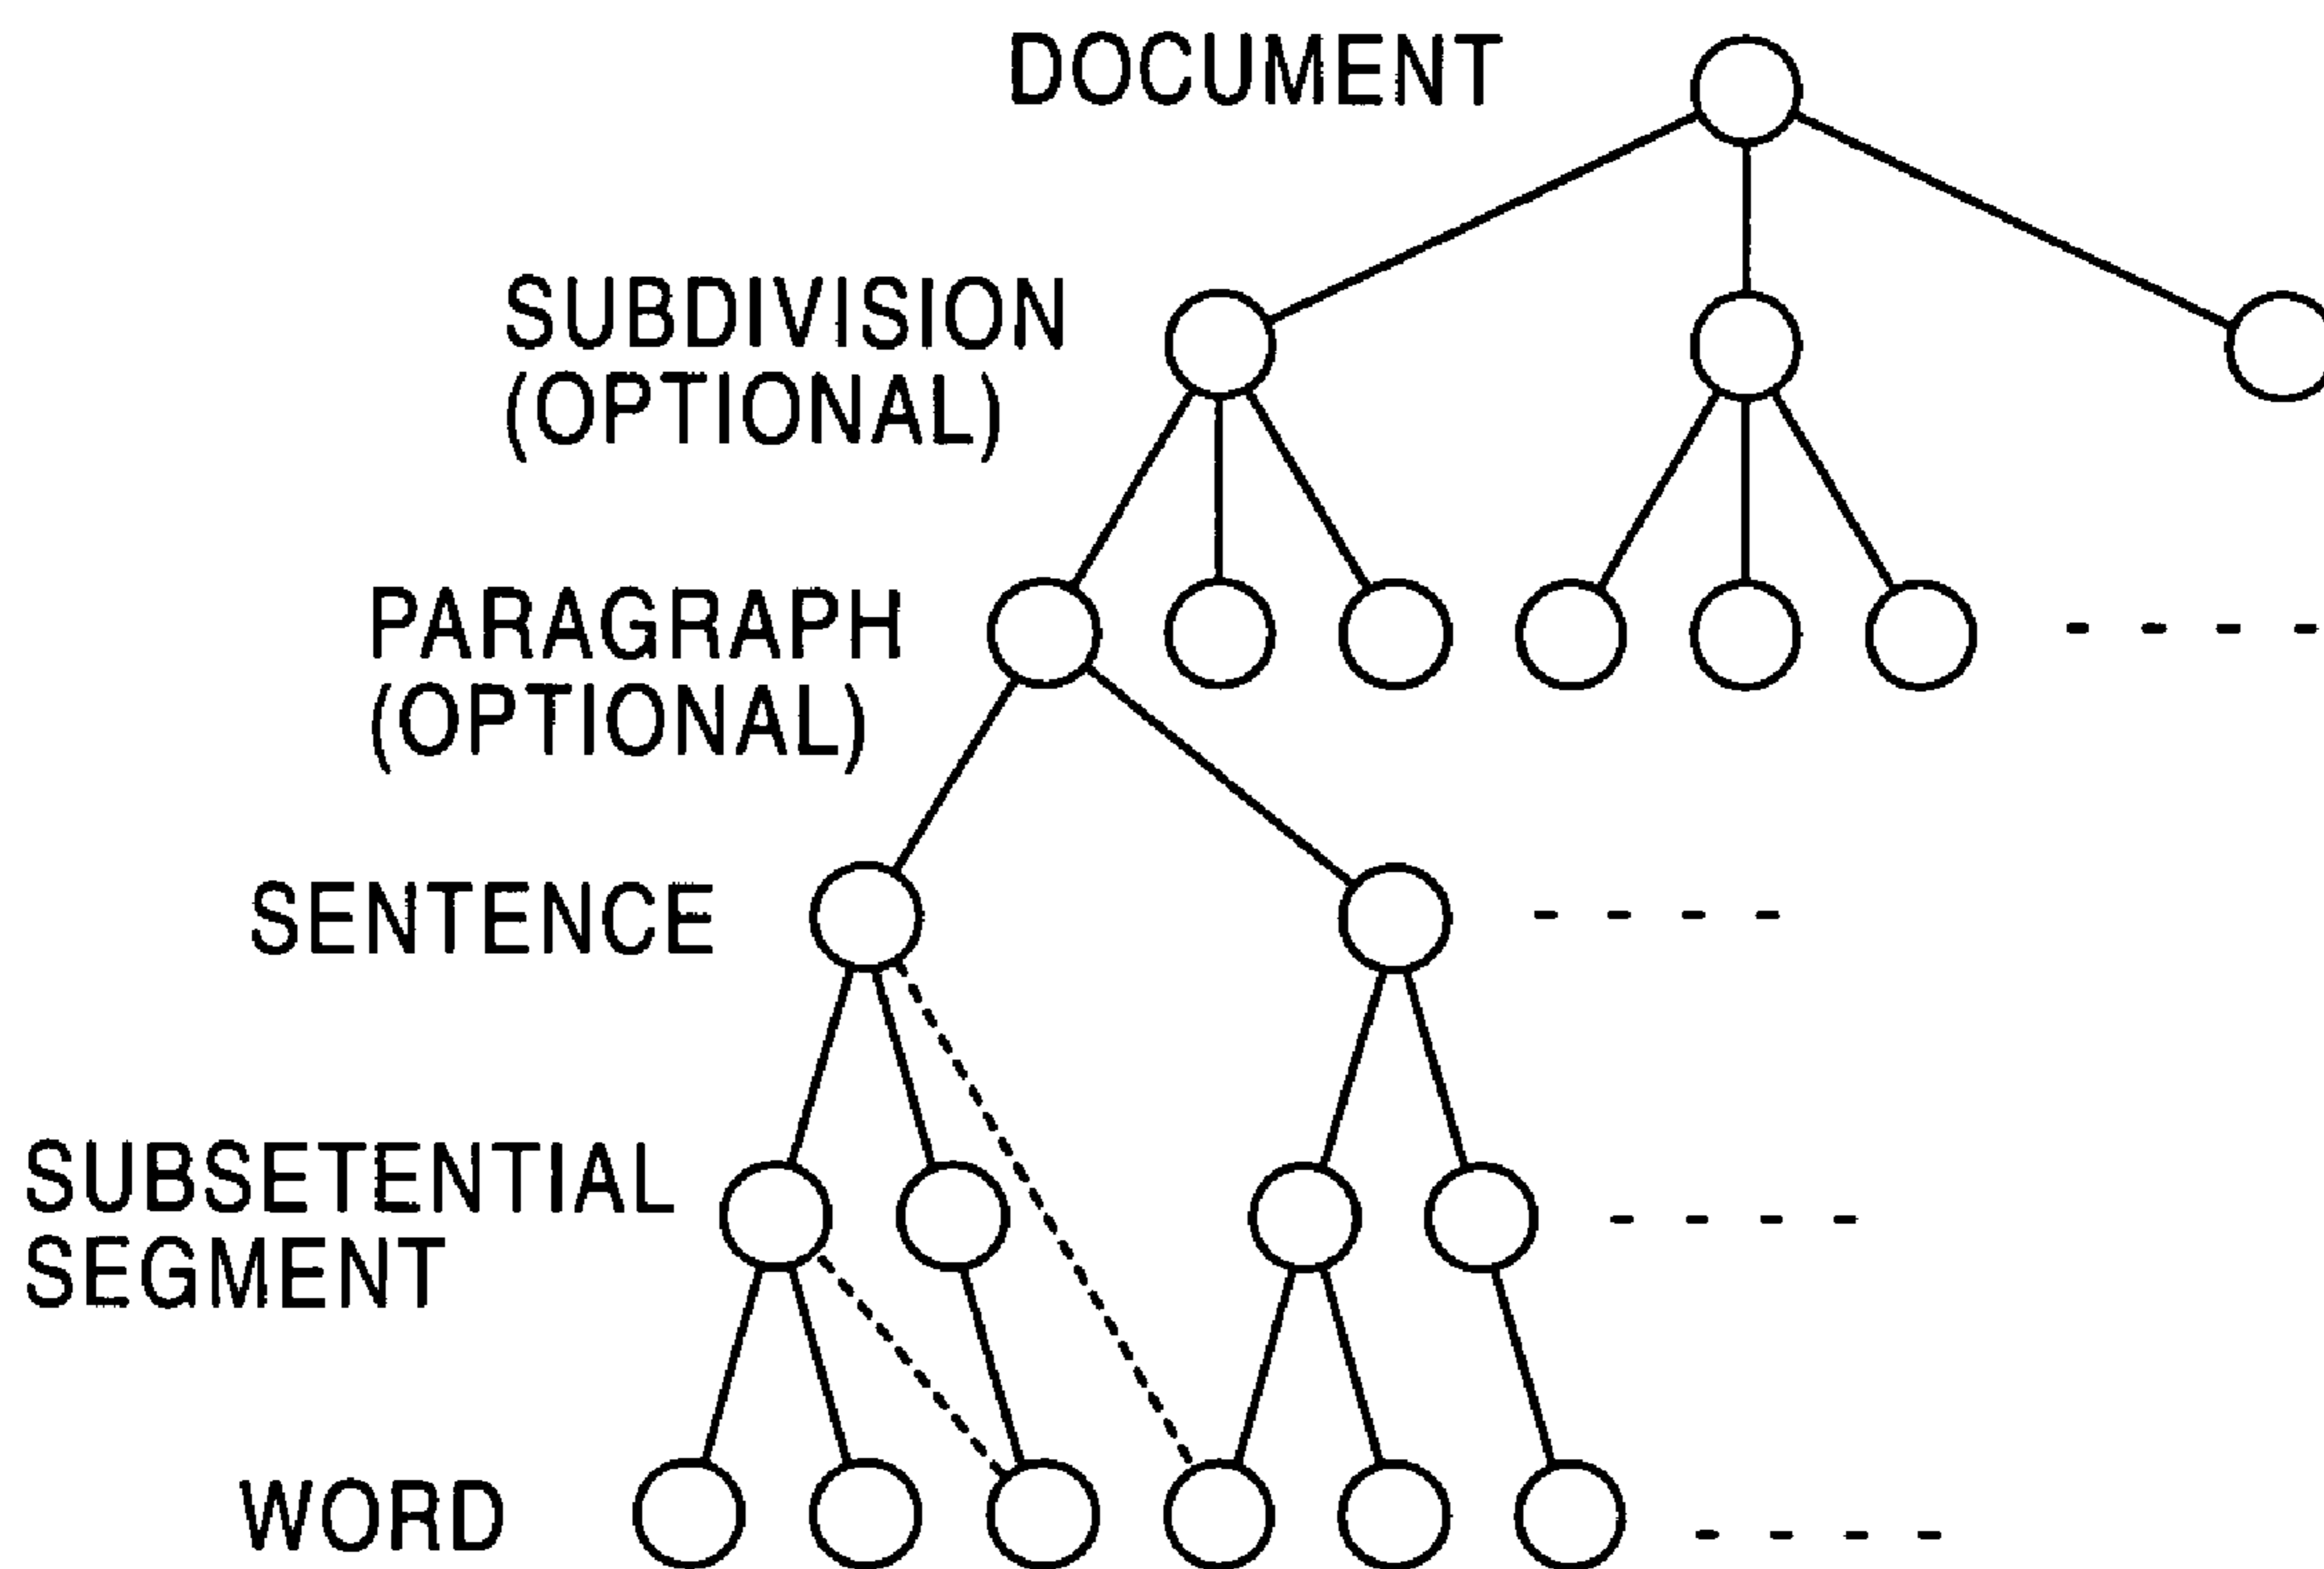 DOCUMENT
SUBDIVISION
(OPTIONAL)
PARAGRAPH
(OPTIONAL)
SENTENCE
SUBSETENTIAL
SEGMENT
WORD